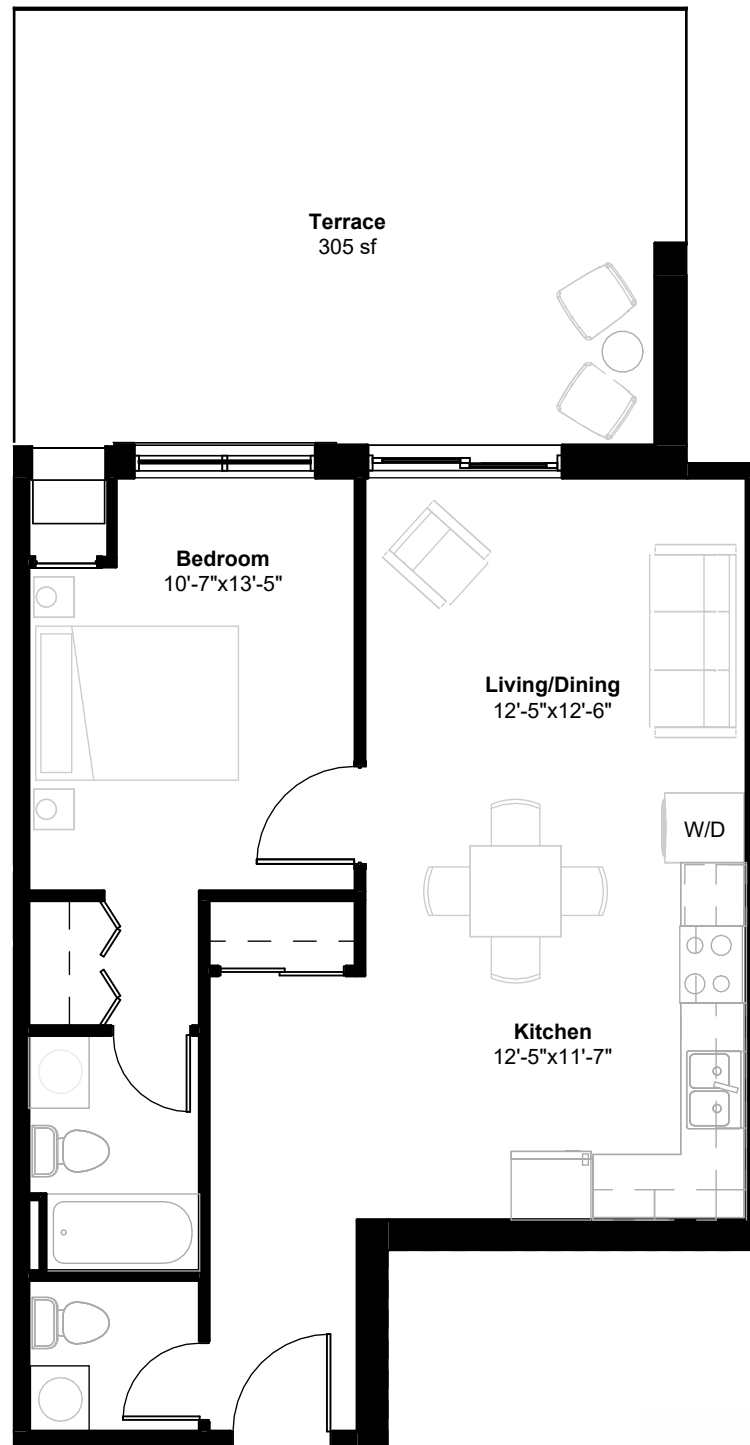 Terrace
305 sf
Bedroom
10'-7"x13'-5"
Living/Dining
12'-5"x12'-6"
W/D
Kitchen
12'-5"x11'-7"